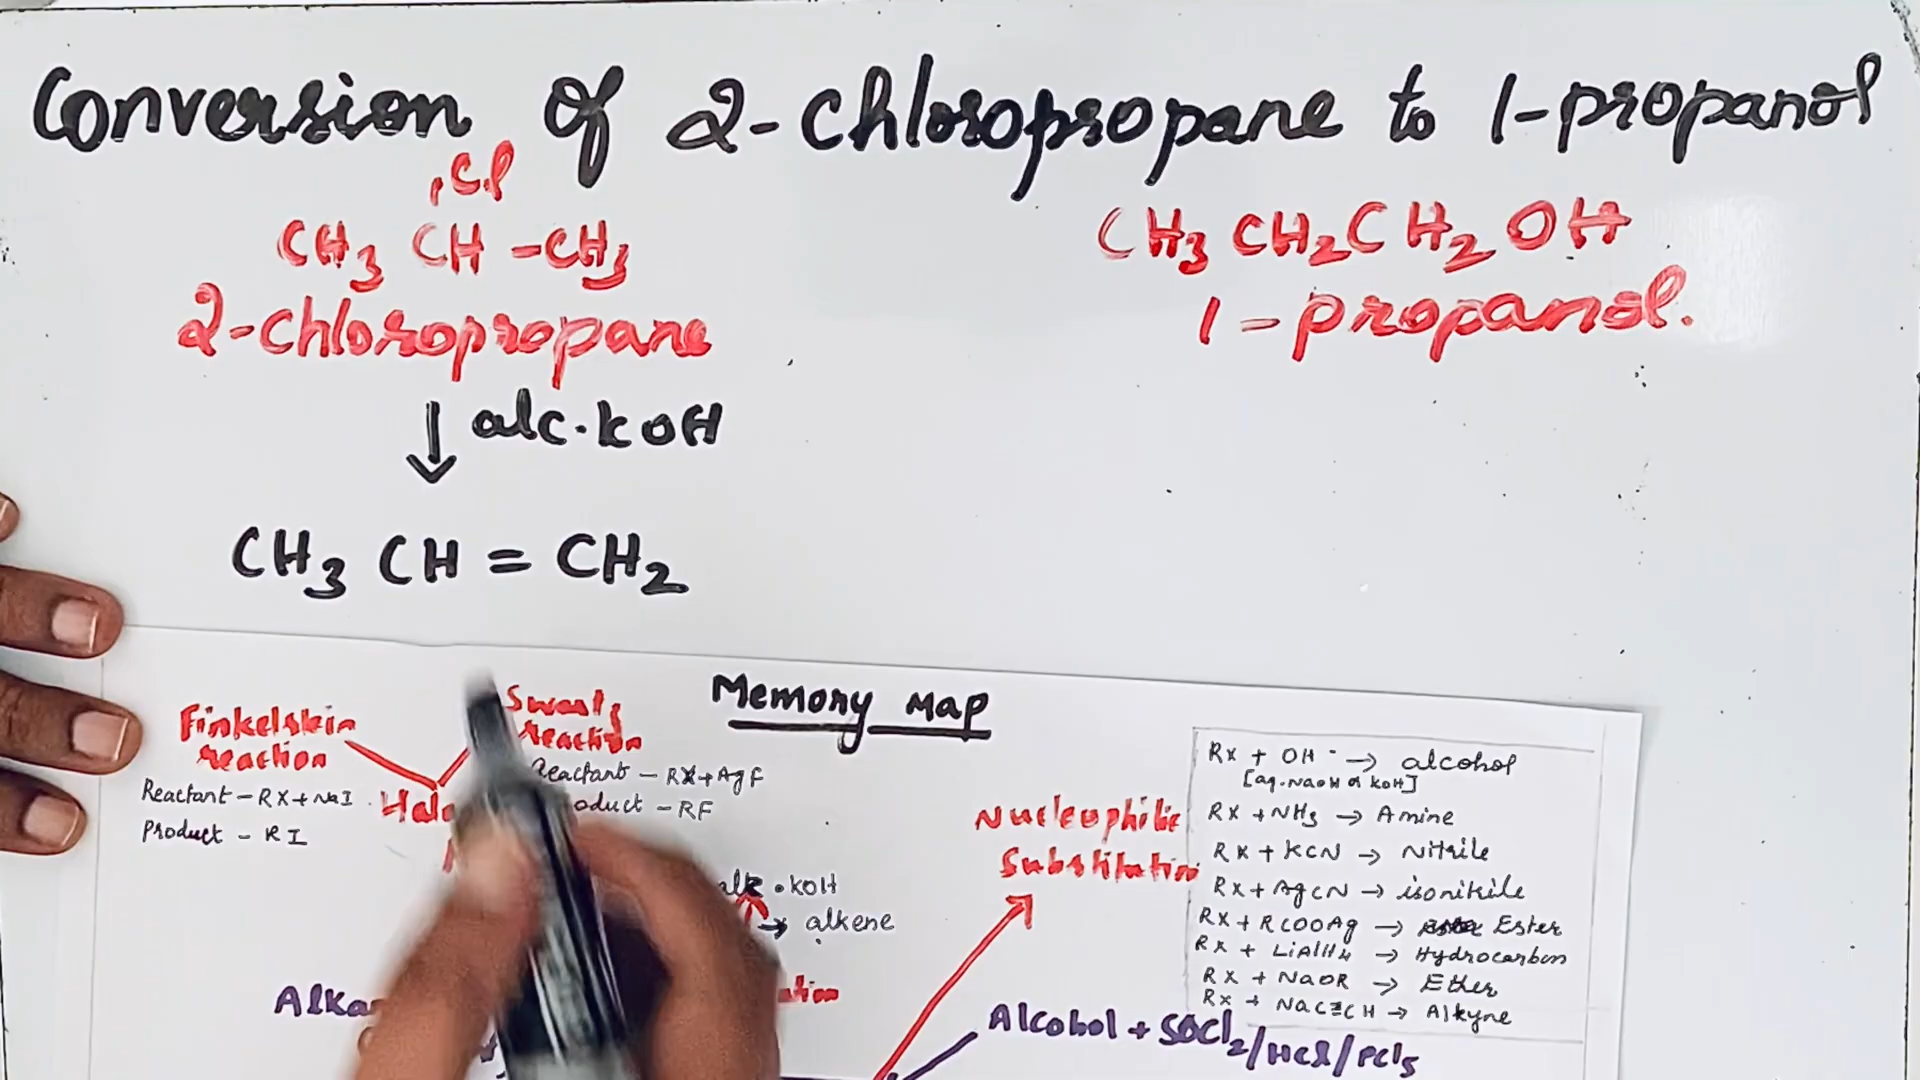 Conversion of 2-Chloropropane to 1-propanol
Cl
CH3 CH -CH3
2-Chloropropane
CH3 CH2 CH2 OH
1-propanol.
↓ alc.KOH
CH3 CH = CH2
Memory Map
Finkelskin
reaction
Reactant - RX + NaI
Product - RI
Swarts
reaction
Reactant - RX + AgF
- RF
.KOH
→ alkene
Nucleophilic
Substitution
RX + OH- → alcohol
[aq.NaOH or KOH]
RX + NH3 → Amine
RX + KCN → Nitrile
RX + AgCN → isonitrile
RX + RCOOAg → Ester
RX + LiAlH4 → Hydrocarbon
RX + NaOR → Ether
RX + NaC≡CH → Alkyne
Alcohol + SOCl2/HCl/PCl5